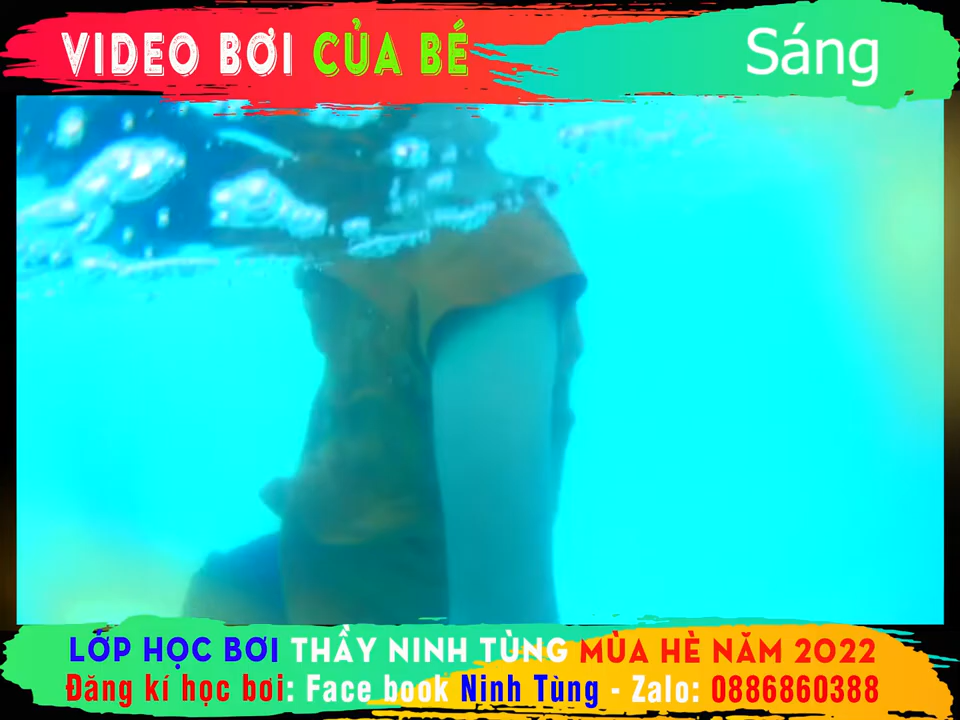 VIDEO BƠI CỦA BÉ
Sáng
LỚP HỌC BƠI THẦY NINH TÙNG MÙA HÈ NĂM 2022
Đăng kí học bơi: Face book Ninh Tùng - Zalo: 0886860388